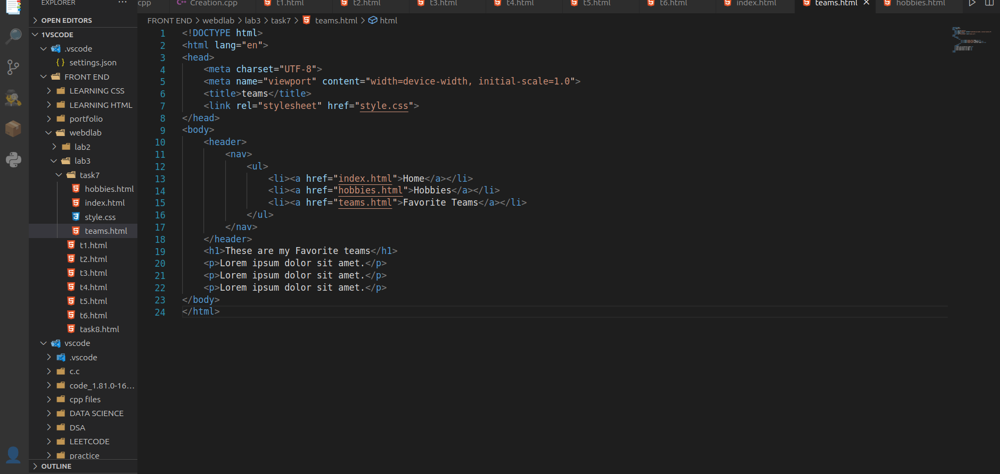 EXPLORER ···
cpp Creation.cpp t1.html t2.html t3.html t4.html t5.html t6.html index.html teams.html hobbies.html
OPEN EDITORS
1VSCODE
.vscode
settings.json
FRONT END
LEARNING CSS
LEARNING HTML
portfolio
webdlab
lab2
lab3
task7
hobbies.html
index.html
style.css
teams.html
t1.html
t2.html
t3.html
t4.html
t5.html
t6.html
task8.html
vscode
.vscode
c.c
code_1.81.0-16...
cpp files
DATA SCIENCE
DSA
LEETCODE
practice
OUTLINE
FRONT END > webdlab > lab3 > task7 > teams.html > html
1 <!DOCTYPE html>
2 <html lang="en">
3 <head>
4     <meta charset="UTF-8">
5     <meta name="viewport" content="width=device-width, initial-scale=1.0">
6     <title>teams</title>
7     <link rel="stylesheet" href="style.css">
8 </head>
9 <body>
10     <header>
11         <nav>
12             <ul>
13                 <li><a href="index.html">Home</a></li>
14                 <li><a href="hobbies.html">Hobbies</a></li>
15                 <li><a href="teams.html">Favorite Teams</a></li>
16             </ul>
17         </nav>
18     </header>
19     <h1>These are my Favorite teams</h1>
20     <p>Lorem ipsum dolor sit amet.</p>
21     <p>Lorem ipsum dolor sit amet.</p>
22     <p>Lorem ipsum dolor sit amet.</p>
23 </body>
24 </html>